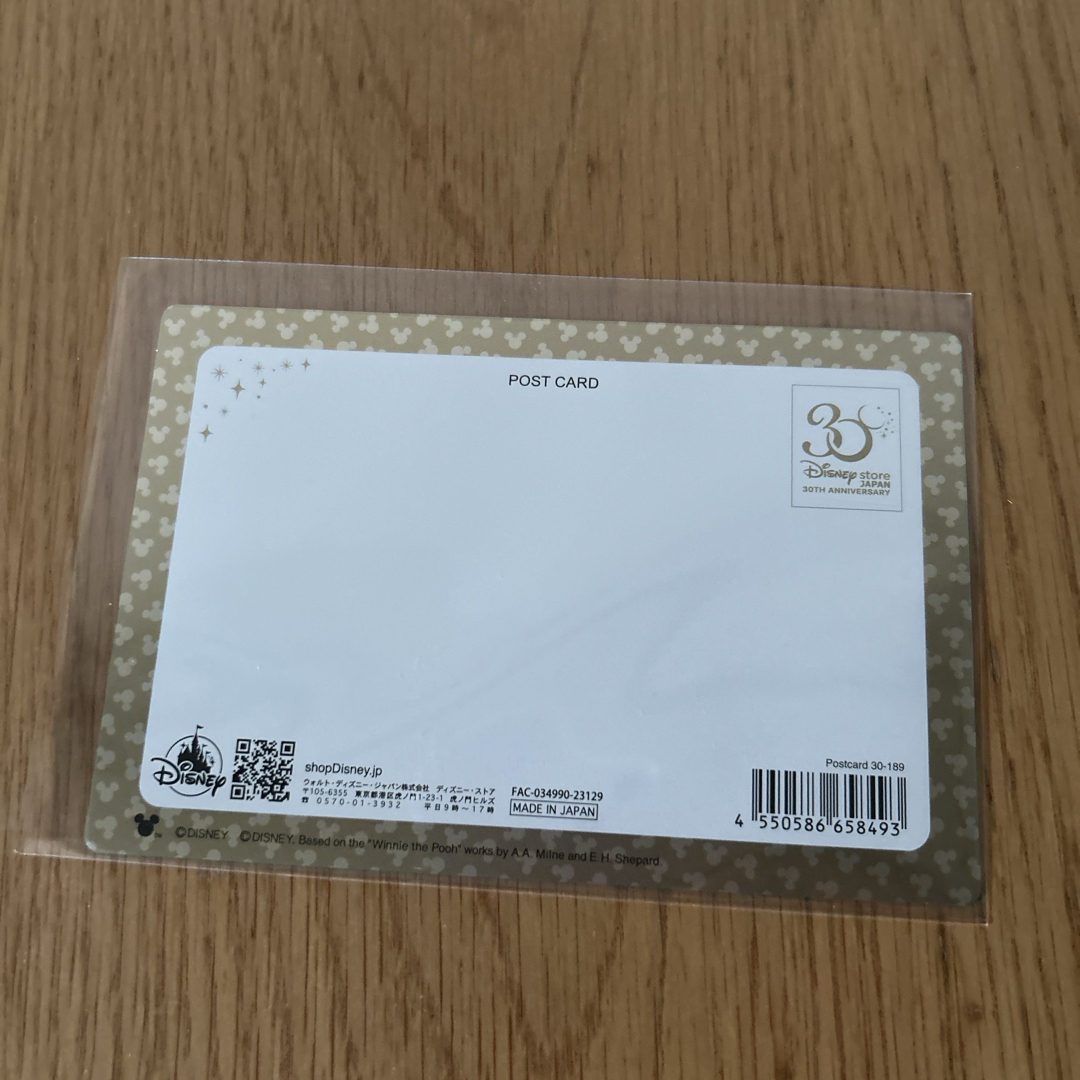 POST CARD
30
Disney store
JAPAN
30TH ANNIVERSARY
Postcard 30-189
Disney
shopDisney.jp
ウォルト・ディズニー・ジャパン株式会社 ディズニー・ストア
〒105-6355 東京都港区虎ノ門1-23-1 虎ノ門ヒルズ
☎ 0570-01-3932 平日9時～17時
FAC-034990-23129
MADE IN JAPAN
4 550586 658493
TM ©DISNEY ©DISNEY. Based on the "Winnie the Pooh" works by A.A. Milne and E.H. Shepard.